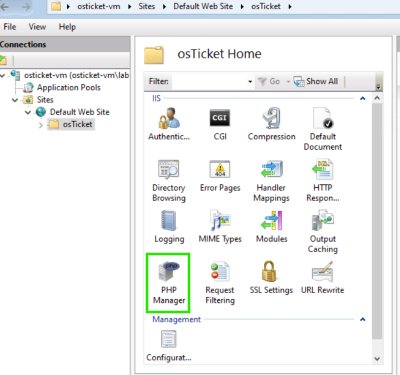 osticket-vm ▸ Sites ▸ Default Web Site ▸ osTicket ▸
File View Help
Connections
osticket-vm (osticket-vm\lab
Application Pools
Sites
Default Web Site
osTicket
osTicket Home
Filter: Go Show All
IIS
Authentic... CGI Compression Default
Document
Directory
Browsing Error Pages Handler
Mappings HTTP
Respon...
Logging MIME Types Modules Output
Caching
PHP
Manager Request
Filtering SSL Settings URL Rewrite
Management
Configurat...